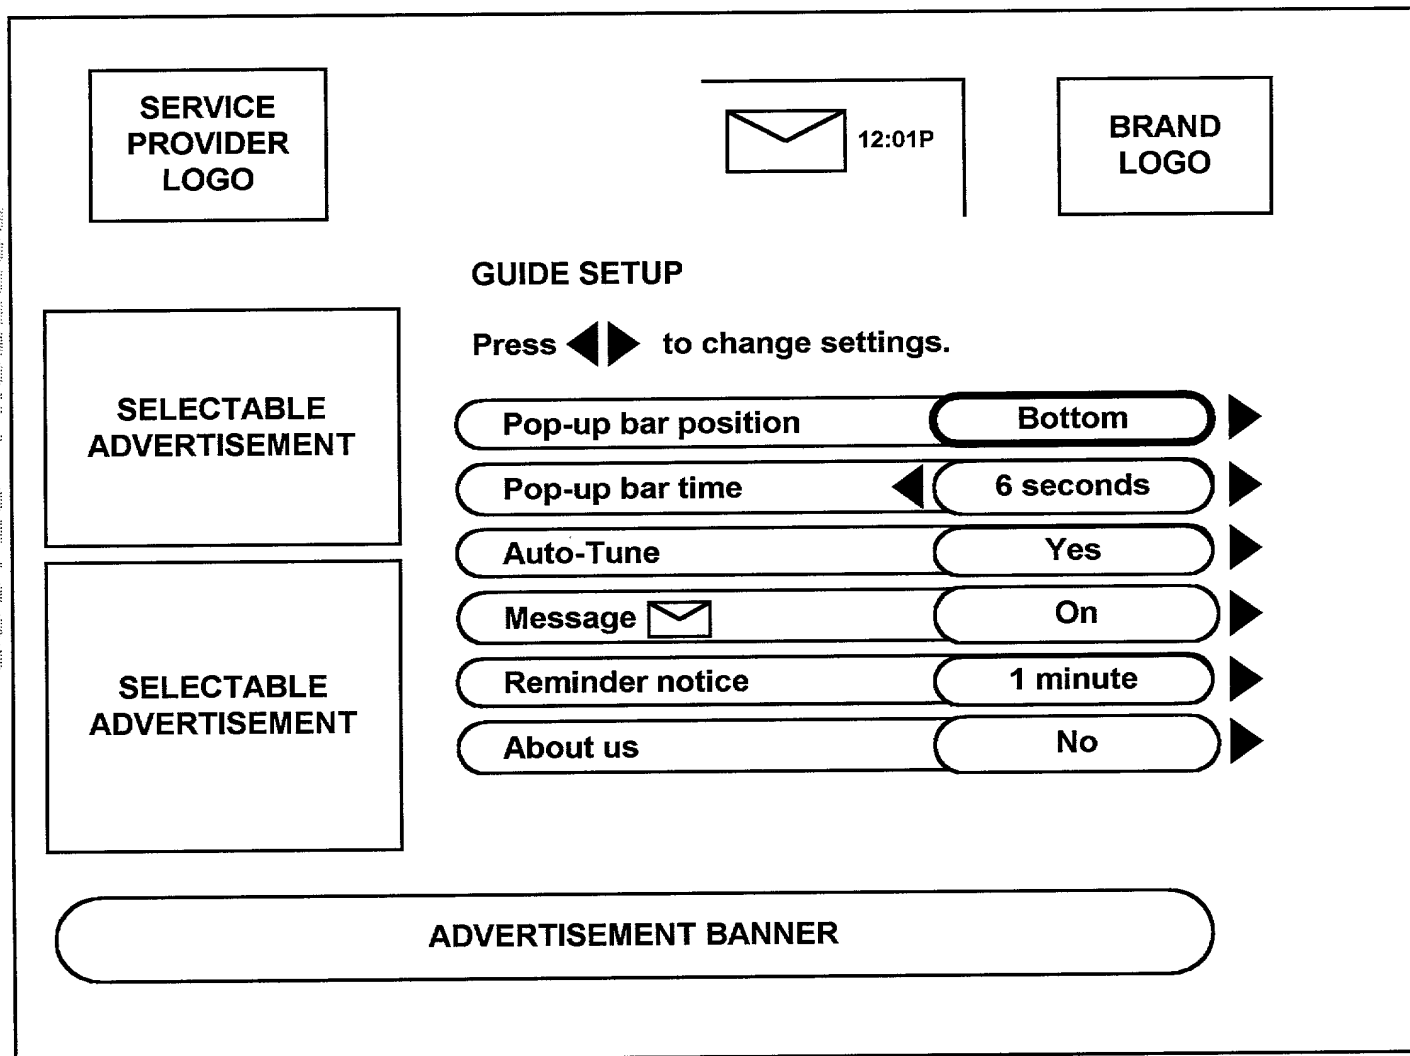 SERVICE
PROVIDER
LOGO
12:01P
BRAND
LOGO
GUIDE SETUP
Press to change settings.
SELECTABLE
ADVERTISEMENT
Pop-up bar position Bottom
Pop-up bar time 6 seconds
Auto-Tune Yes
Message On
Reminder notice 1 minute
About us No
SELECTABLE
ADVERTISEMENT
ADVERTISEMENT BANNER